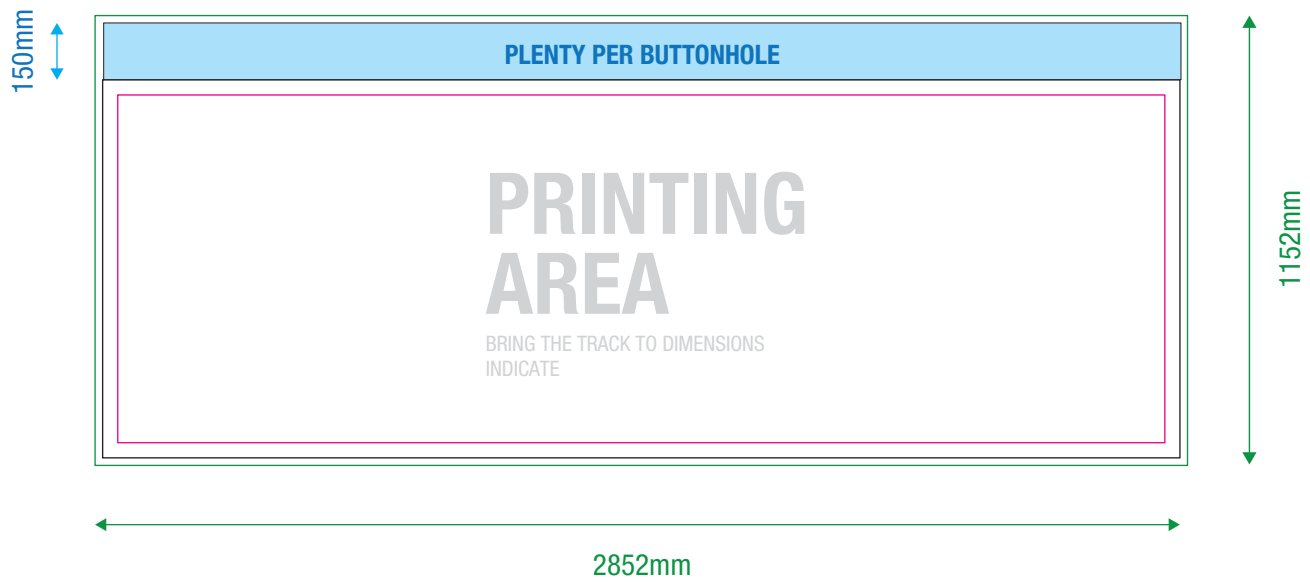 150mm
PLENTY PER BUTTONHOLE
PRINTING
AREA
BRING THE TRACK TO DIMENSIONS
INDICATE
1152mm
2852mm